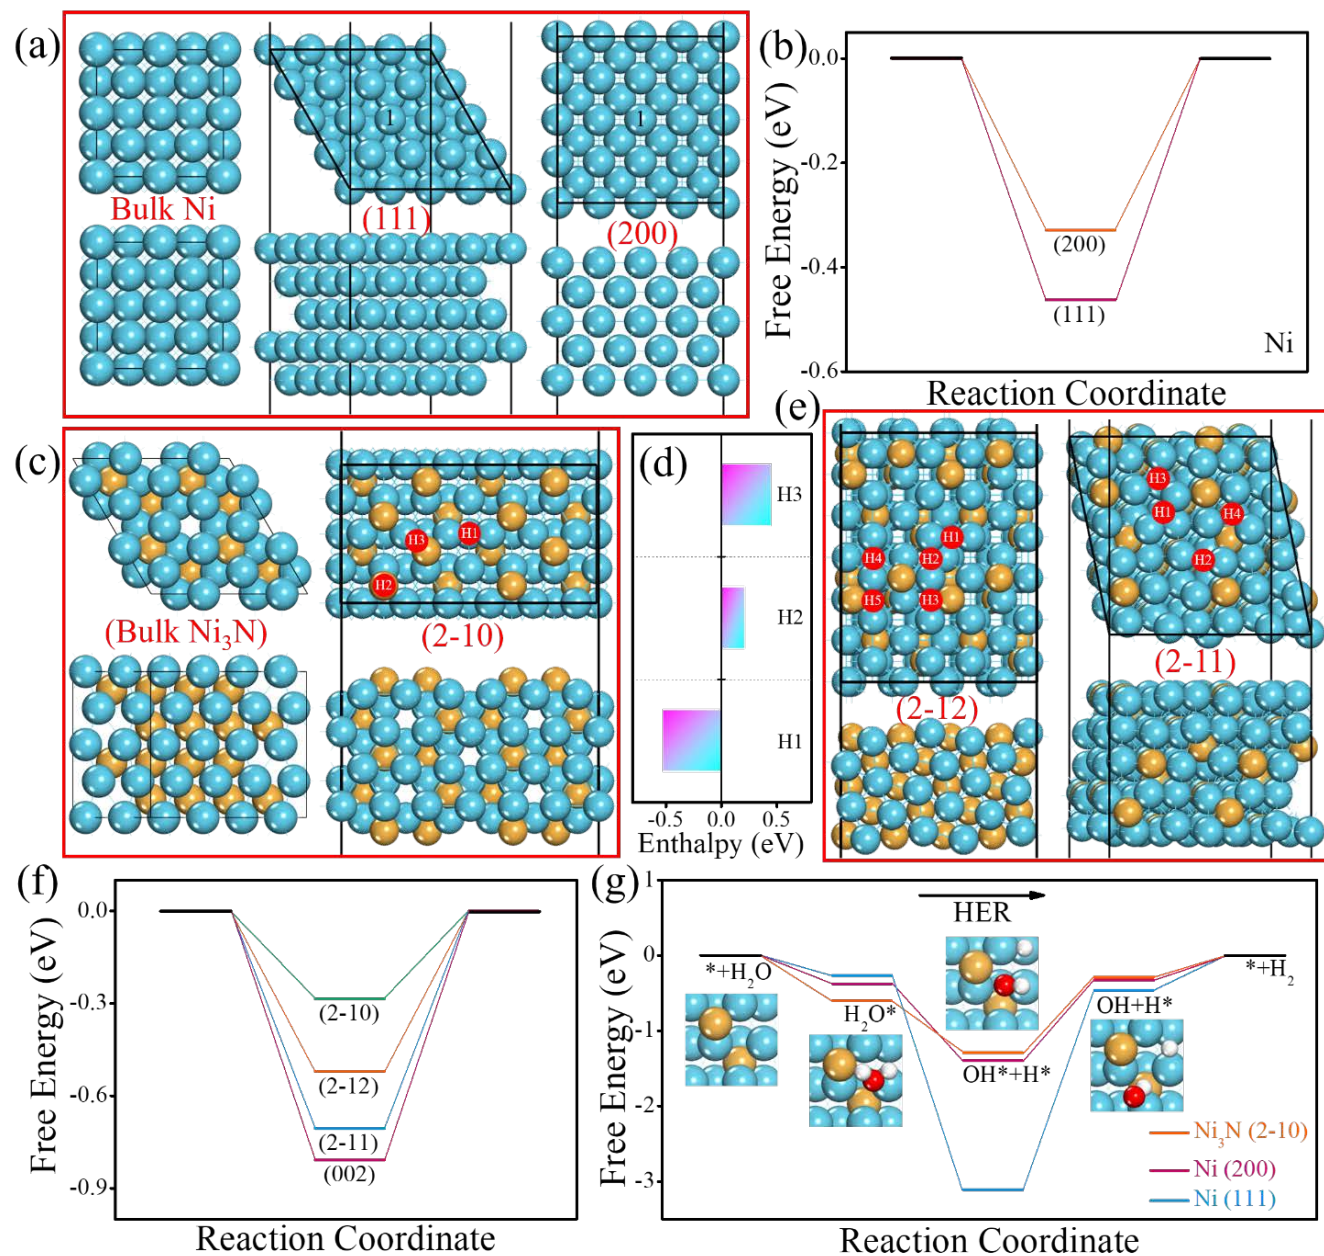 (a)
1
1
Bulk Ni
(111)
(200)
(b)
0.0
-0.2
-0.4
-0.6
Free Energy (eV)
(200)
(111)
Ni
Reaction Coordinate
(c)
H3
H1
H2
(Bulk Ni₃N)
(2-10)
(d)
H3
H2
H1
-0.5
0.0
0.5
Enthalpy (eV)
(e)
H1
H4
H2
H5
H3
(2-12)
H3
H1
H4
H2
(2-11)
(f)
0.0
-0.3
-0.6
-0.9
Free Energy (eV)
(2-10)
(2-12)
(2-11)
(002)
Reaction Coordinate
(g)
1
0
-1
-2
-3
Free Energy (eV)
HER
*+H₂O
H₂O*
OH*+H*
OH+H*
*+H₂
Ni₃N (2-10)
Ni (200)
Ni (111)
Reaction Coordinate